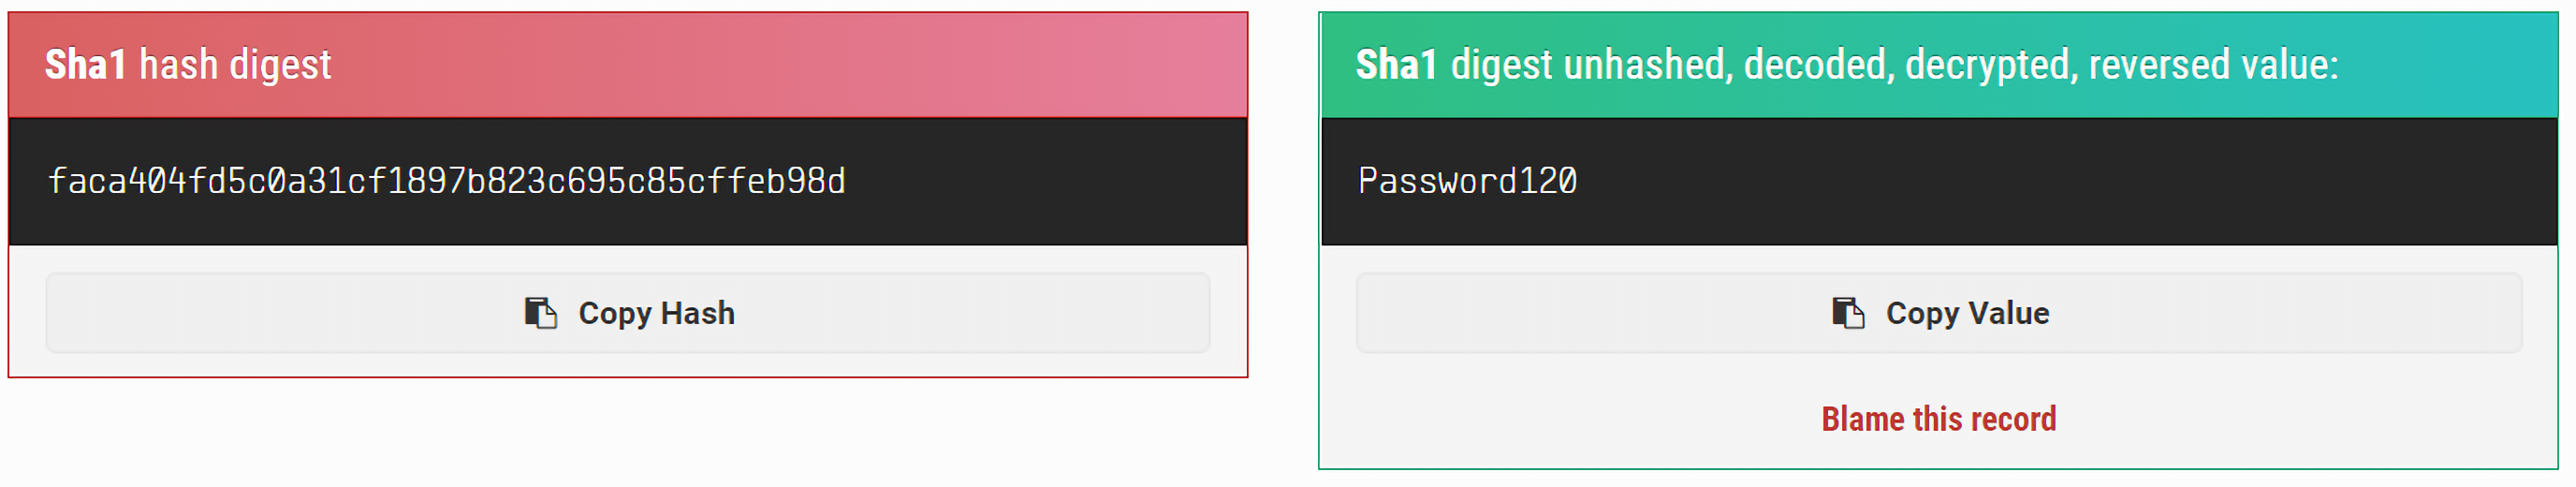 Sha1 hash digest
faca404fd5c0a31cf1897b823c695c85cffeb98d
Copy Hash
Sha1 digest unhashed, decoded, decrypted, reversed value:
Password120
Copy Value
Blame this record